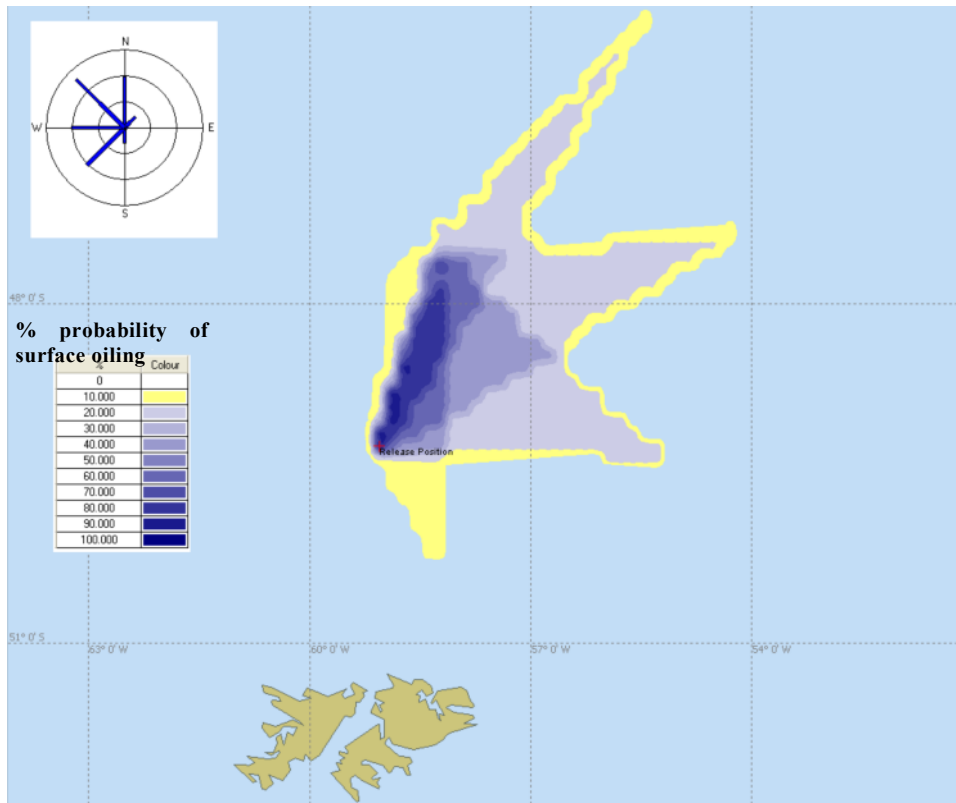 N
W
E
S
48° 0' S
% probability of
surface oiling
% Colour
0
10.000
20.000
30.000
40.000
50.000
60.000
70.000
80.000
90.000
100.000
Release Position
51° 0' S
63° 0' W 60° 0' W 57° 0' W 54° 0' W